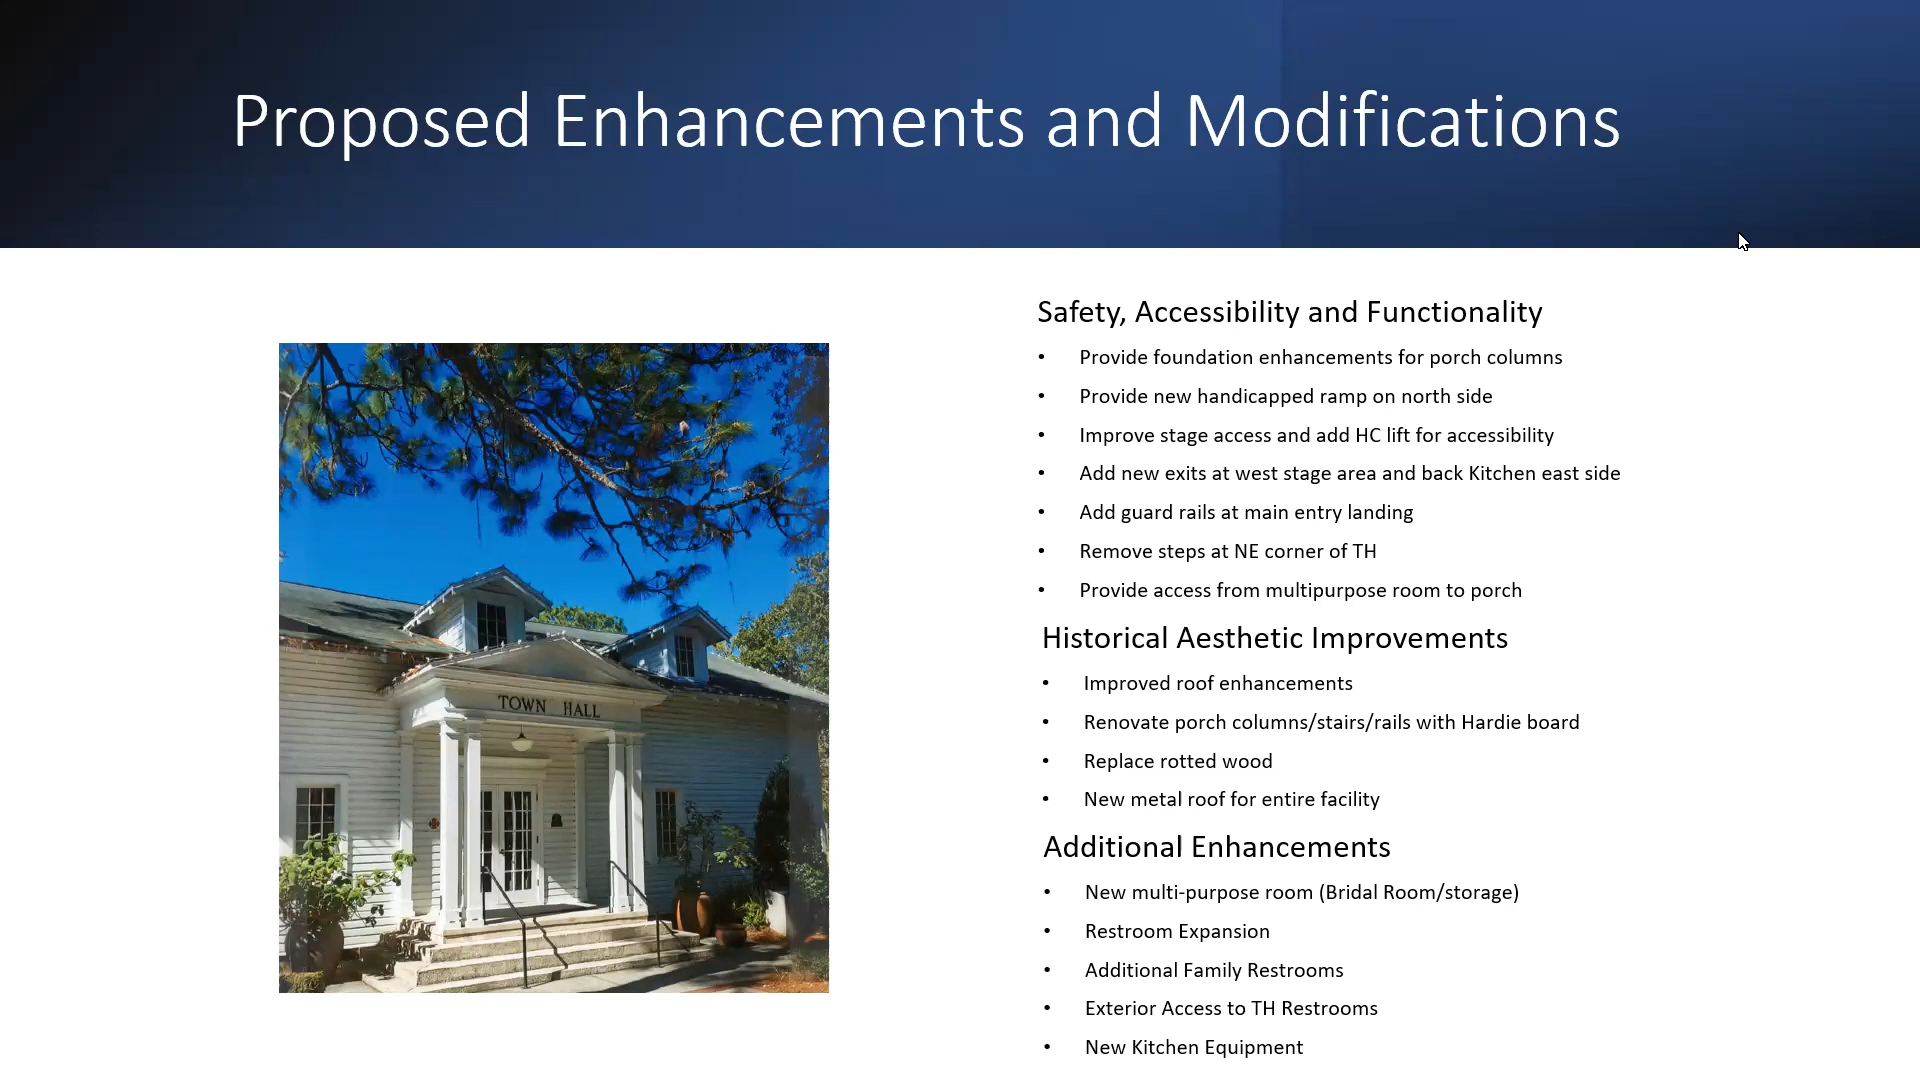 Proposed Enhancements and Modifications
TOWN HALL
Safety, Accessibility and Functionality
• Provide foundation enhancements for porch columns
• Provide new handicapped ramp on north side
• Improve stage access and add HC lift for accessibility
• Add new exits at west stage area and back Kitchen east side
• Add guard rails at main entry landing
• Remove steps at NE corner of TH
• Provide access from multipurpose room to porch
Historical Aesthetic Improvements
• Improved roof enhancements
• Renovate porch columns/stairs/rails with Hardie board
• Replace rotted wood
• New metal roof for entire facility
Additional Enhancements
• New multi-purpose room (Bridal Room/storage)
• Restroom Expansion
• Additional Family Restrooms
• Exterior Access to TH Restrooms
• New Kitchen Equipment